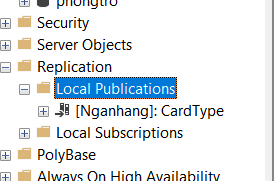 phongtro
Security
Server Objects
Replication
Local Publications
[Nganhang]: CardType
Local Subscriptions
PolyBase
Always On High Availability